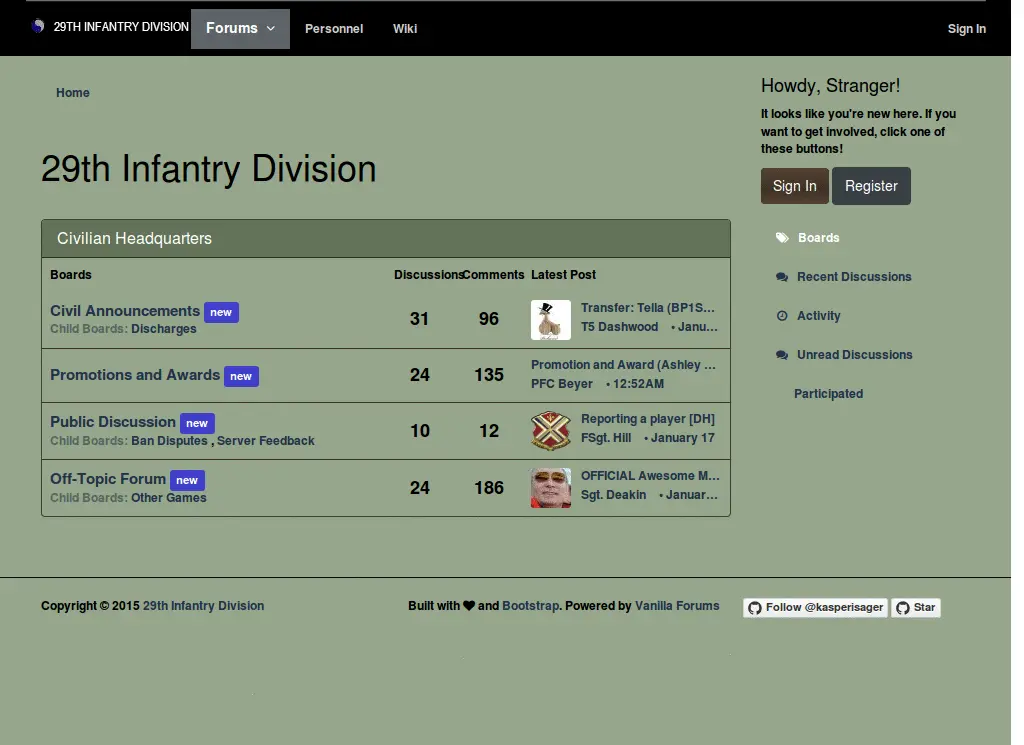 29TH INFANTRY DIVISION Forums Personnel Wiki Sign In
Home
29th Infantry Division
Howdy, Stranger!
It looks like you're new here. If you
want to get involved, click one of
these buttons!
Sign In Register
Boards
Recent Discussions
Activity
Unread Discussions
Participated
Civilian Headquarters
Boards Discussions Comments Latest Post
Civil Announcements new 31 96 Transfer: Tella (BP1S...
Child Boards: Discharges T5 Dashwood • Janu...
Promotions and Awards new 24 135 Promotion and Award (Ashley ...
PFC Beyer • 12:52AM
Public Discussion new 10 12 Reporting a player [DH]
Child Boards: Ban Disputes , Server Feedback FSgt. Hill • January 17
Off-Topic Forum new 24 186 OFFICIAL Awesome M...
Child Boards: Other Games Sgt. Deakin • Januar...
Copyright © 2015 29th Infantry Division Built with ♥ and Bootstrap. Powered by Vanilla Forums Follow @kasperisager Star